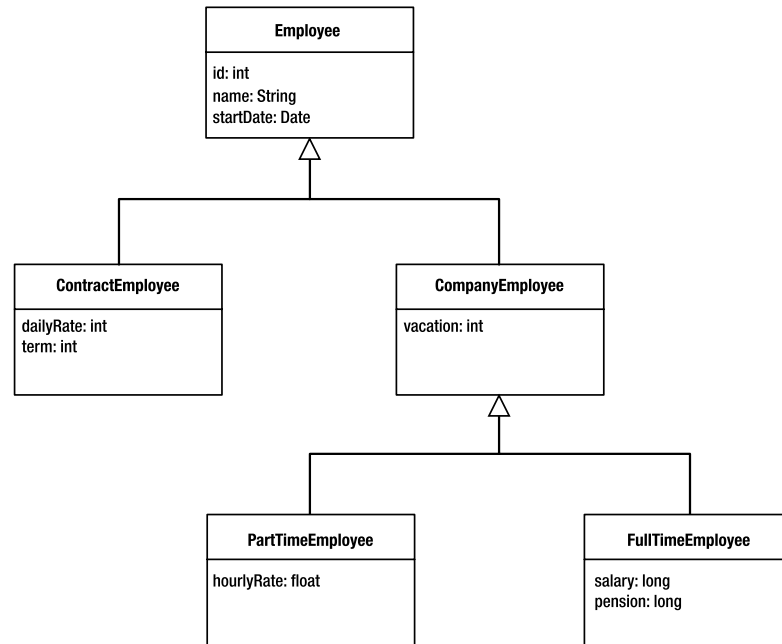 Employee
id: int
name: String
startDate: Date
ContractEmployee
dailyRate: int
term: int
CompanyEmployee
vacation: int
PartTimeEmployee
hourlyRate: float
FullTimeEmployee
salary: long
pension: long